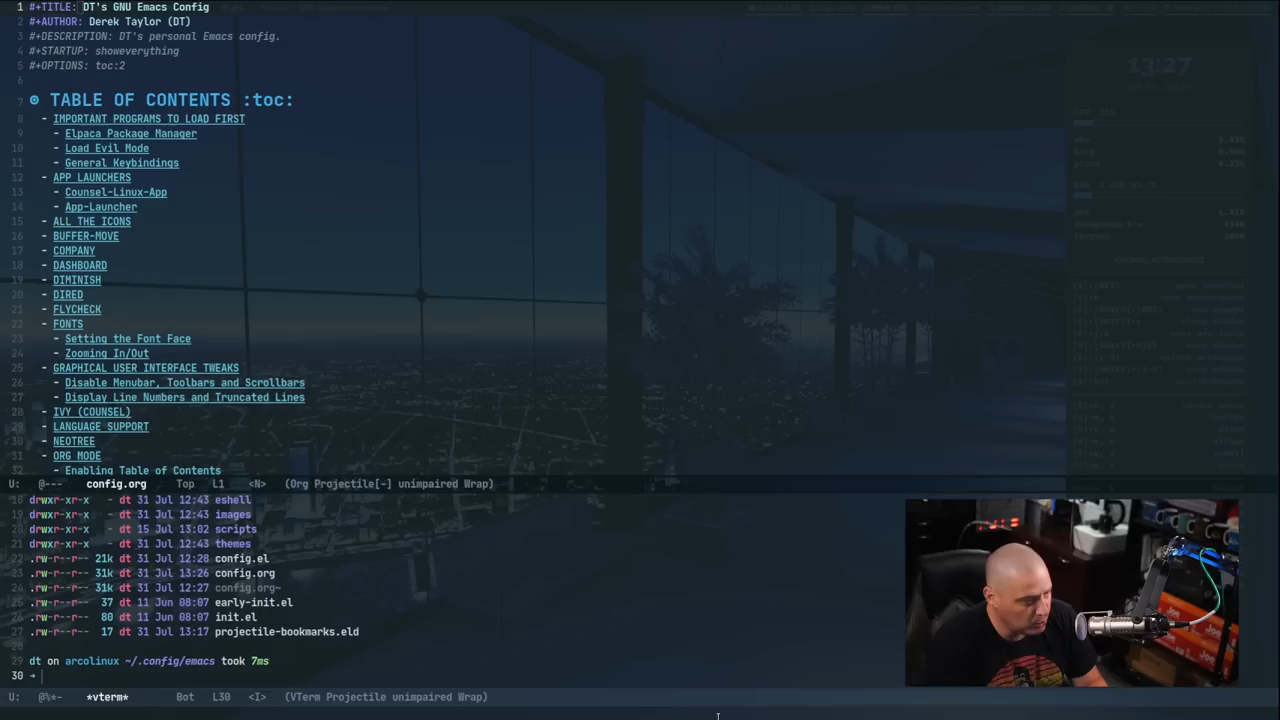 1 #+TITLE: DT's GNU Emacs Config
2 #+AUTHOR: Derek Taylor (DT)
3 #+DESCRIPTION: DT's personal Emacs config.
4 #+STARTUP: showeverything
5 #+OPTIONS: toc:2
6
7 TABLE OF CONTENTS :toc:
8 - IMPORTANT PROGRAMS TO LOAD FIRST
9 - Elpaca Package Manager
10 - Load Evil Mode
11 - General Keybindings
12 - APP LAUNCHERS
13 - Counsel-Linux-App
14 - App-Launcher
15 - ALL THE ICONS
16 - BUFFER-MOVE
17 - COMPANY
18 - DASHBOARD
19 - DIMINISH
20 - DIRED
21 - FLYCHECK
22 - FONTS
23 - Setting the Font Face
24 - Zooming In/Out
25 - GRAPHICAL USER INTERFACE TWEAKS
26 - Disable Menubar, Toolbars and Scrollbars
27 - Display Line Numbers and Truncated Lines
28 - IVY (COUNSEL)
29 - LANGUAGE SUPPORT
30 - NEOTREE
31 - ORG MODE
32 - Enabling Table of Contents
U: @--- config.org Top L1 <N> (Org Projectile[-] unimpaired Wrap)
18 drwxr-xr-x - dt 31 Jul 12:43 eshell
19 drwxr-xr-x - dt 31 Jul 12:43 images
20 drwxr-xr-x - dt 15 Jul 13:02 scripts
21 drwxr-xr-x - dt 31 Jul 12:43 themes
22 .rw-r--r-- 21k dt 31 Jul 12:28 config.el
23 .rw-r--r-- 31k dt 31 Jul 13:26 config.org
24 .rw-r--r-- 31k dt 31 Jul 12:27 config.org~
25 .rw-r--r-- 37 dt 11 Jun 08:07 early-init.el
26 .rw-r--r-- 80 dt 11 Jun 08:07 init.el
27 .rw-r--r-- 17 dt 31 Jul 13:17 projectile-bookmarks.eld
28
29 dt on arcolinux ~/.config/emacs took 7ms
30 ➜
U: @%*- *vterm* Bot L30 <I> (VTerm Projectile unimpaired Wrap)
13:27